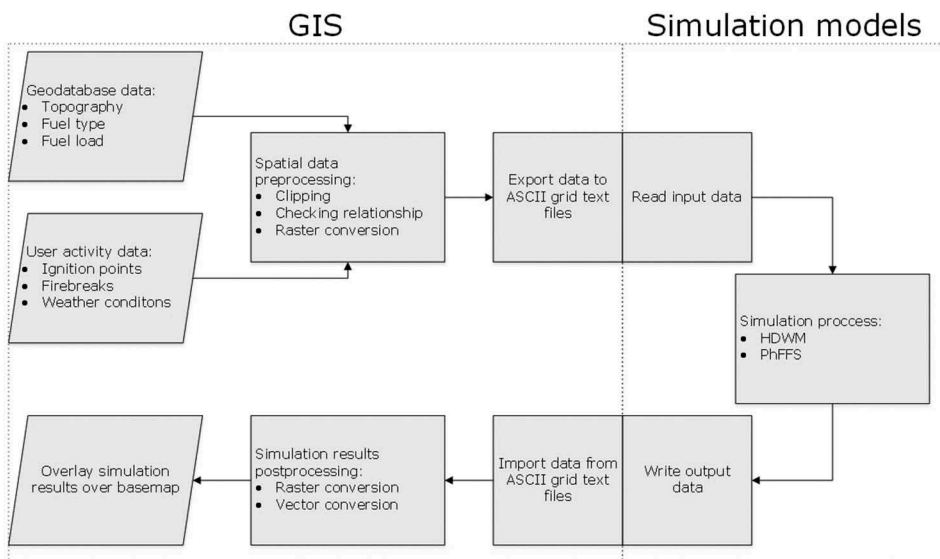 GIS
Simulation models
Geodatabase data:
• Topography
• Fuel type
• Fuel load
Spatial data
preprocessing:
• Clipping
• Checking relationship
• Raster conversion
Export data to
ASCII grid text
files
Read input data
User activity data:
• Ignition points
• Firebreaks
• Weather conditons
Simulation proccess:
• HDWM
• PhFFS
Overlay simulation
results over basemap
Simulation results
postprocessing:
• Raster conversion
• Vector conversion
Import data from
ASCII grid text
files
Write output
data